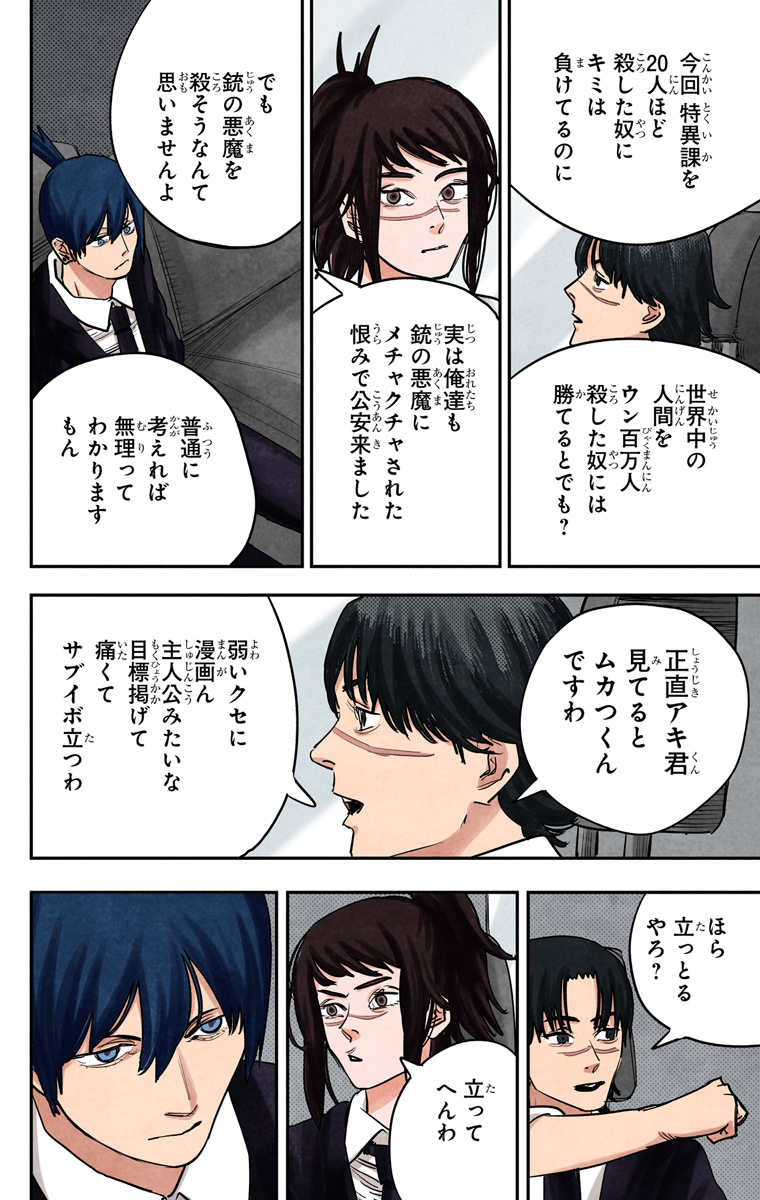 今回 特異課を
20人ほど
殺した奴に
キミは
負けてるのに
世界中の
人間を
ウン百万人
殺した奴には
勝てるとでも?
実は俺達も
銃の悪魔に
メチャクチャされた
恨みで公安来ました
でも
銃の悪魔を
殺そうなんて
思いませんよ
普通に
考えれば
無理って
わかります
もん
正直アキ君
見てると
ムカつくん
ですわ
弱いクセに
漫画ん
主人公みたいな
目標掲げて
痛くて
サブイボ立つわ
ほら
立っとる
やろ?
立って
へんわ